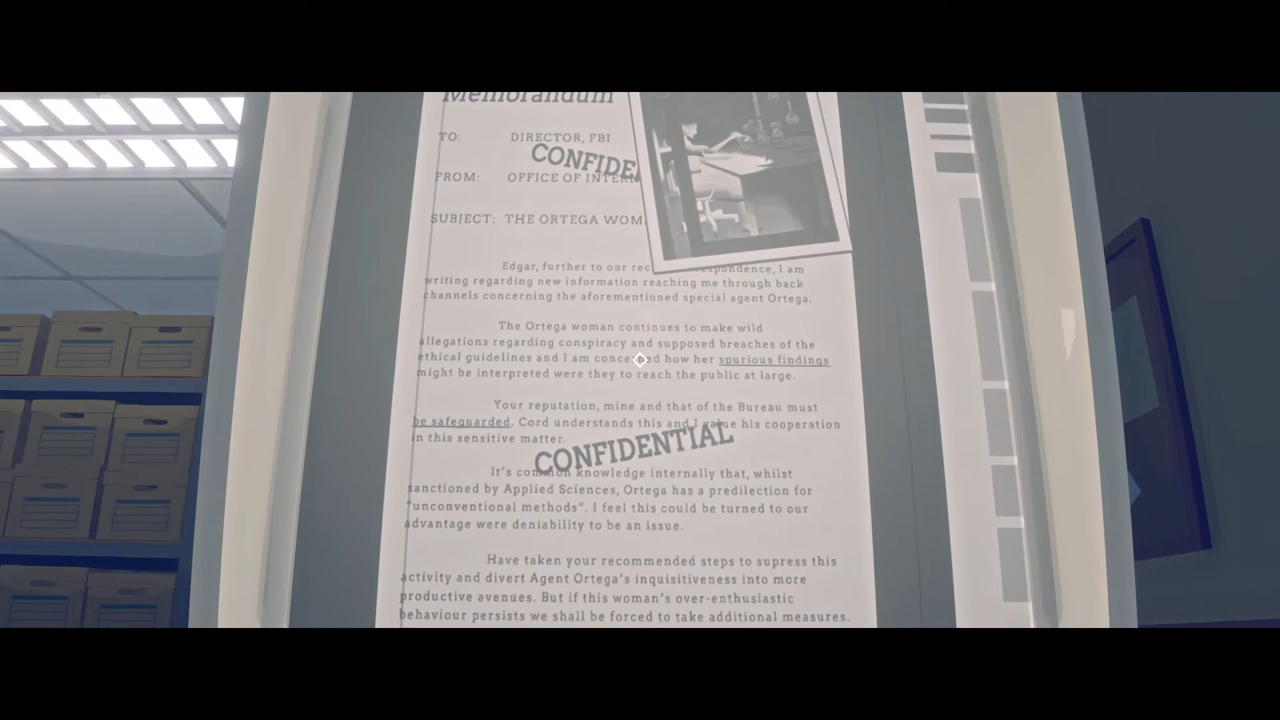 Memorandum
TO: DIRECTOR, FBI
CONFIDE
FROM: OFFICE OF INTERN
SUBJECT: THE ORTEGA WOM
Edgar, further to our rec spondence, I am
writing regarding new information reaching me through back
channels concerning the aforementioned special agent Ortega.
The Ortega woman continues to make wild
allegations regarding conspiracy and supposed breaches of the
ethical guidelines and I am conce ed how her spurious findings
might be interpreted were they to reach the public at large.
Your reputation, mine and that of the Bureau must
be safeguarded. Cord understands this and I value his cooperation
in this sensitive matter.
CONFIDENTIAL
It's common knowledge internally that, whilst
sanctioned by Applied Sciences, Ortega has a predilection for
"unconventional methods". I feel this could be turned to our
advantage were deniability to be an issue.
Have taken your recommended steps to supress this
activity and divert Agent Ortega's inquisitiveness into more
productive avenues. But if this woman's over-enthusiastic
behaviour persists we shall be forced to take additional measures.